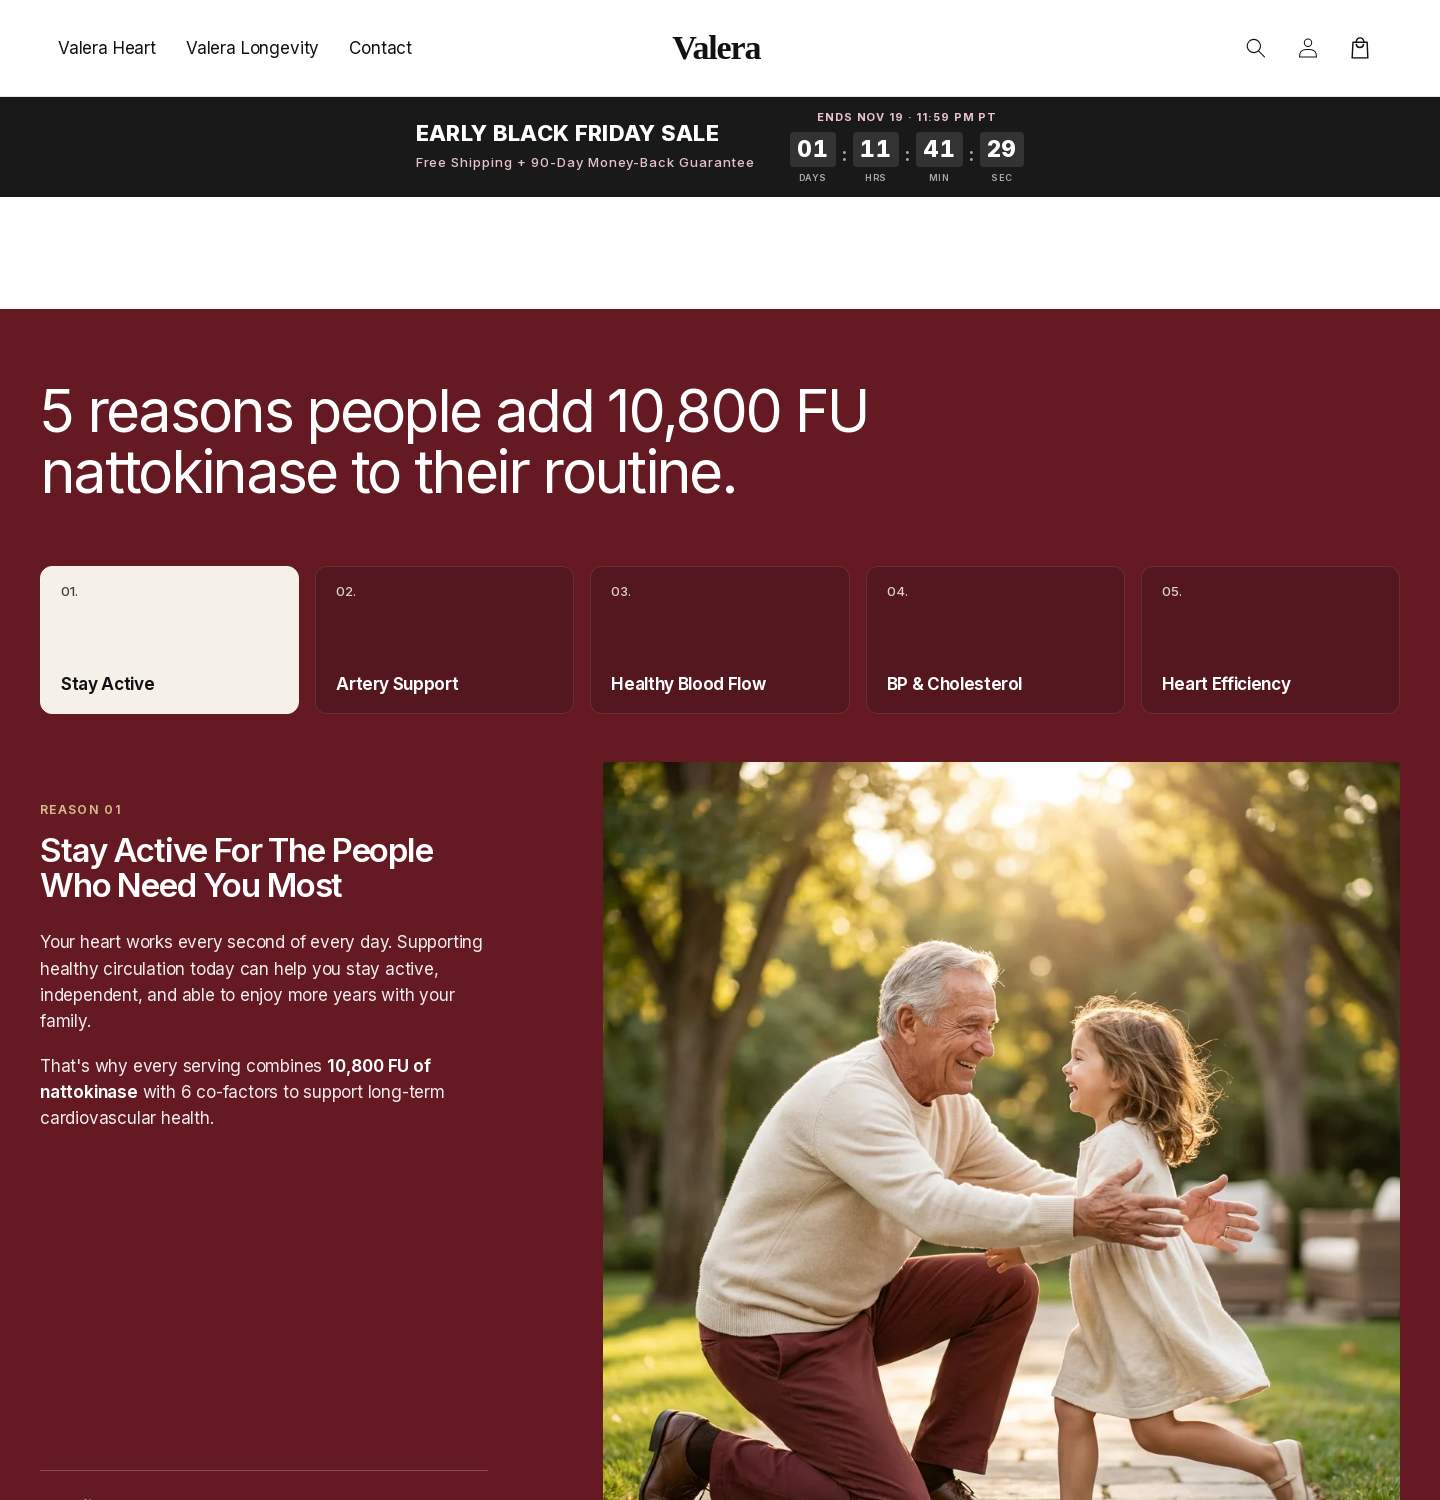 Valera Heart
Valera Longevity
Contact
Valera
EARLY BLACK FRIDAY SALE
Free Shipping + 90-Day Money-Back Guarantee
ENDS NOV 19 · 11:59 PM PT
01 : 11 : 41 : 29
DAYS HRS MIN SEC
5 reasons people add 10,800 FU
nattokinase to their routine.
01.
Stay Active
02.
Artery Support
03.
Healthy Blood Flow
04.
BP & Cholesterol
05.
Heart Efficiency
REASON 01
Stay Active For The People
Who Need You Most
Your heart works every second of every day. Supporting
healthy circulation today can help you stay active,
independent, and able to enjoy more years with your
family.
That's why every serving combines 10,800 FU of
nattokinase with 6 co-factors to support long-term
cardiovascular health.